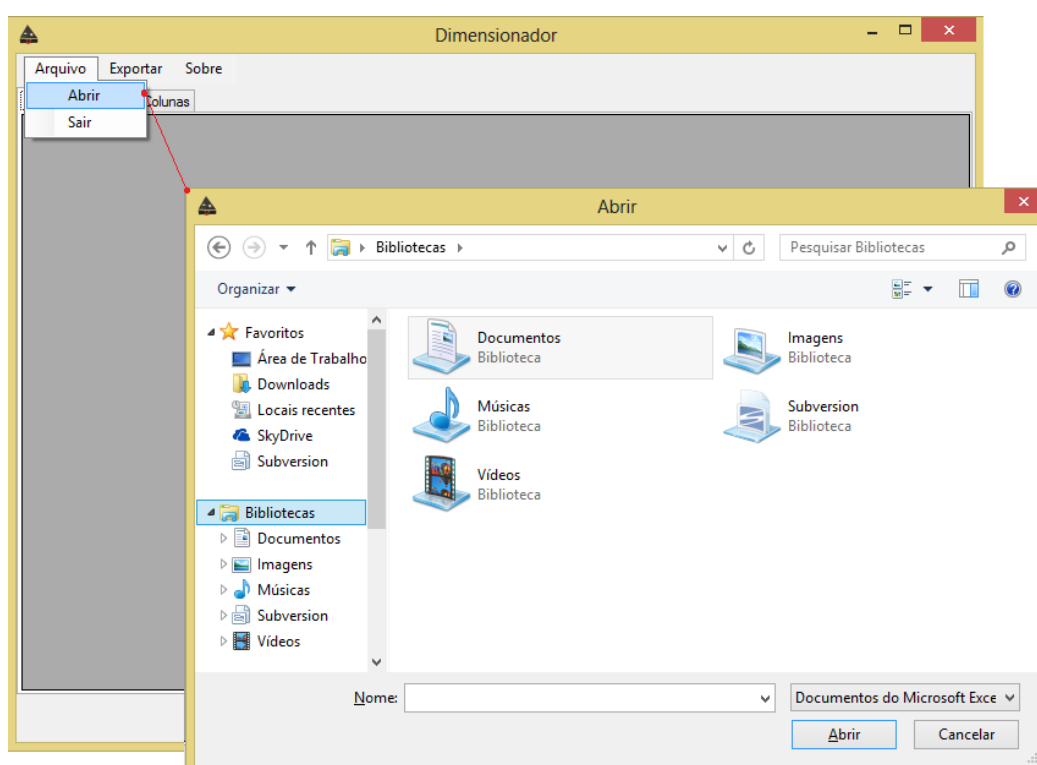 Dimensionador
Arquivo Exportar Sobre
Abrir
Colunas
Sair
Abrir
Bibliotecas
Pesquisar Bibliotecas
Organizar
Favoritos
Área de Trabalho
Downloads
Locais recentes
SkyDrive
Subversion
Bibliotecas
Documentos
Imagens
Músicas
Subversion
Vídeos
Documentos
Biblioteca
Imagens
Biblioteca
Músicas
Biblioteca
Subversion
Biblioteca
Vídeos
Biblioteca
Nome:
Documentos do Microsoft Exce
Abrir Cancelar